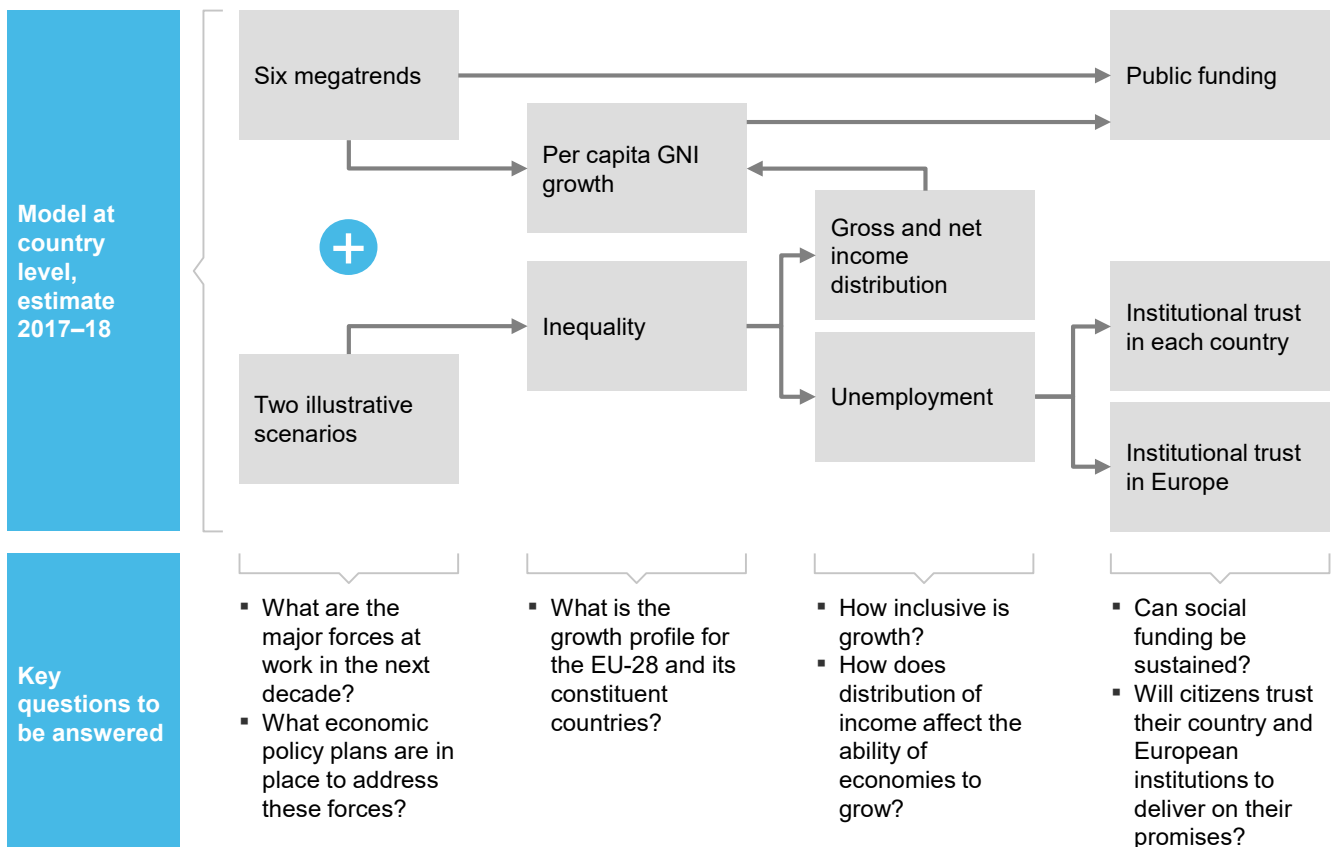 Model at
country
level,
estimate
2017–18
Six megatrends
Public funding
Per capita GNI
growth
Gross and net
income
distribution
Inequality
Institutional trust
in each country
Two illustrative
scenarios
Unemployment
Institutional trust
in Europe
Key
questions to
be answered
▪ What are the
major forces at
work in the next
decade?
▪ What economic
policy plans are in
place to address
these forces?
▪ What is the
growth profile for
the EU-28 and its
constituent
countries?
▪ How inclusive is
growth?
▪ How does
distribution of
income affect the
ability of
economies to
grow?
▪ Can social
funding be
sustained?
▪ Will citizens trust
their country and
European
institutions to
deliver on their
promises?